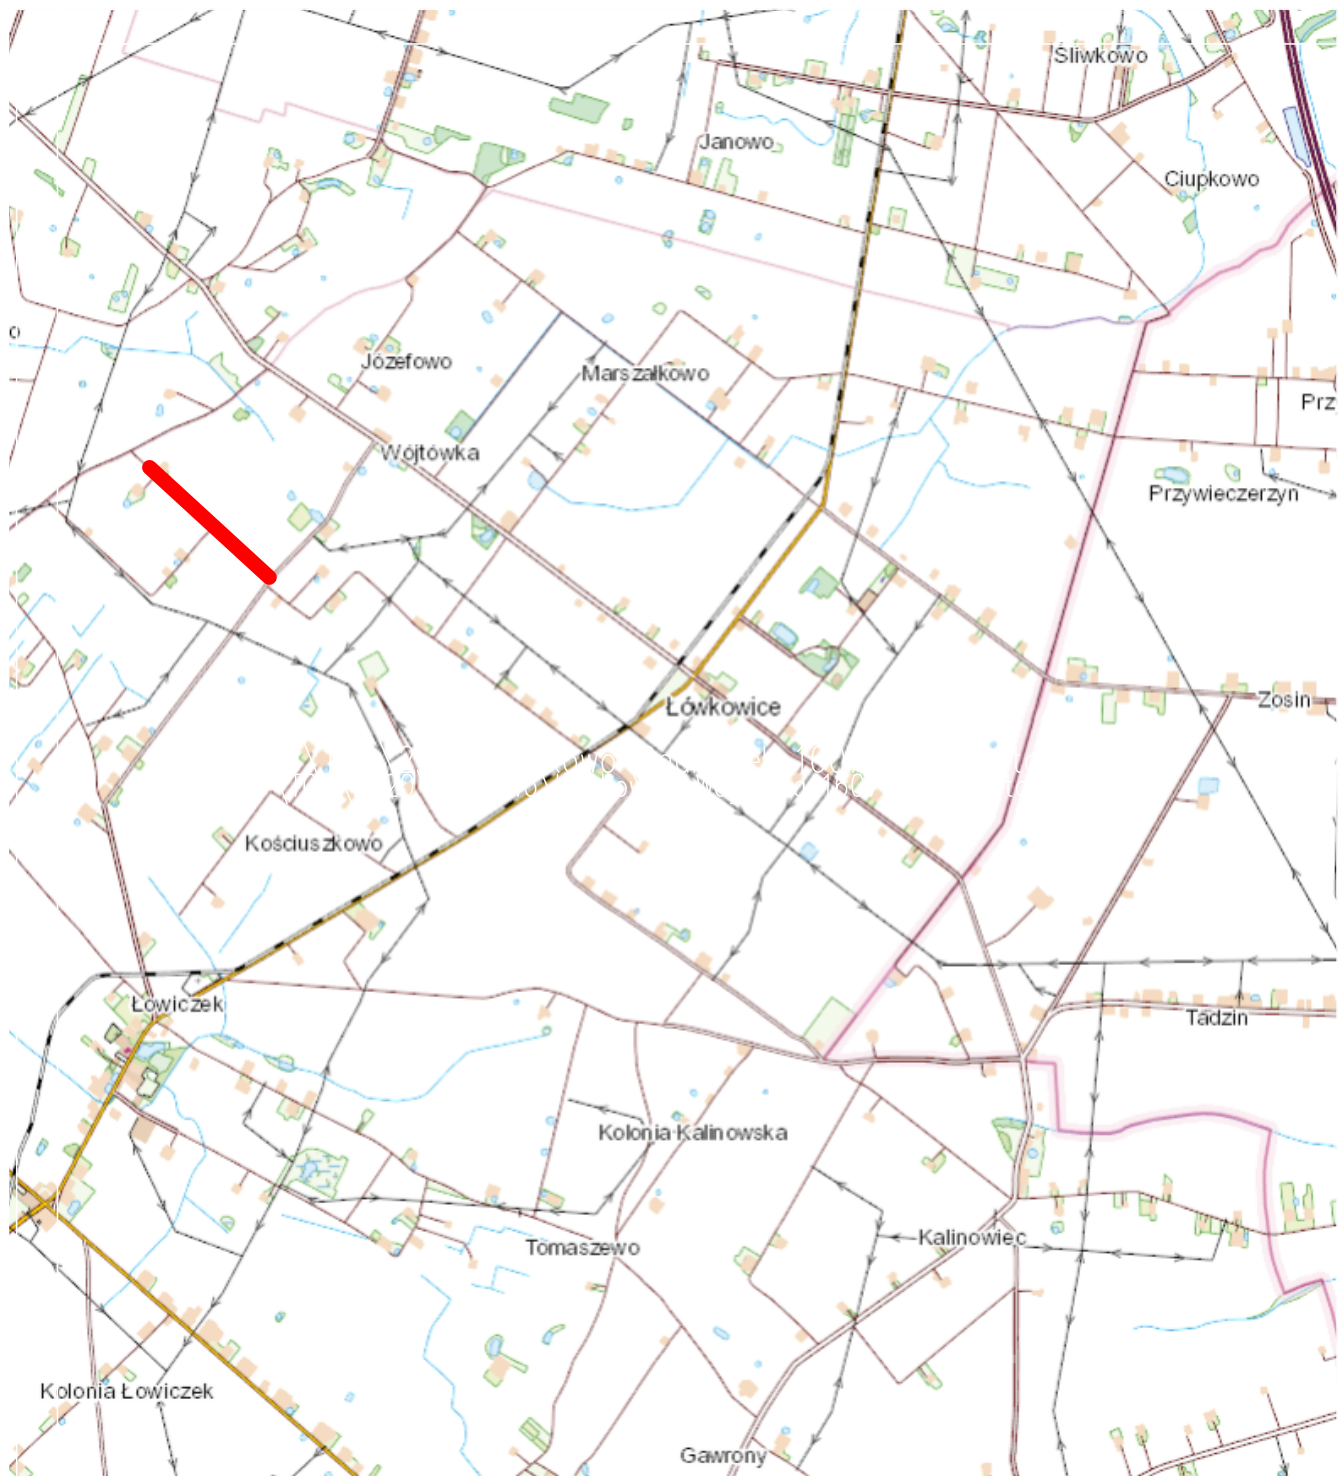 Śliwkowo
Janowo
Ciupkowo
Józefowo
Marszałkowo
Prz
Wójtówka
Przywieczerzyn
Zosin
Łówkowice
Kościuszkowo
Łowiczek
Tadzin
Kolonia Kalinowska
Kalinowiec
Tomaszewo
Kolonia Łowiczek
Gawrony